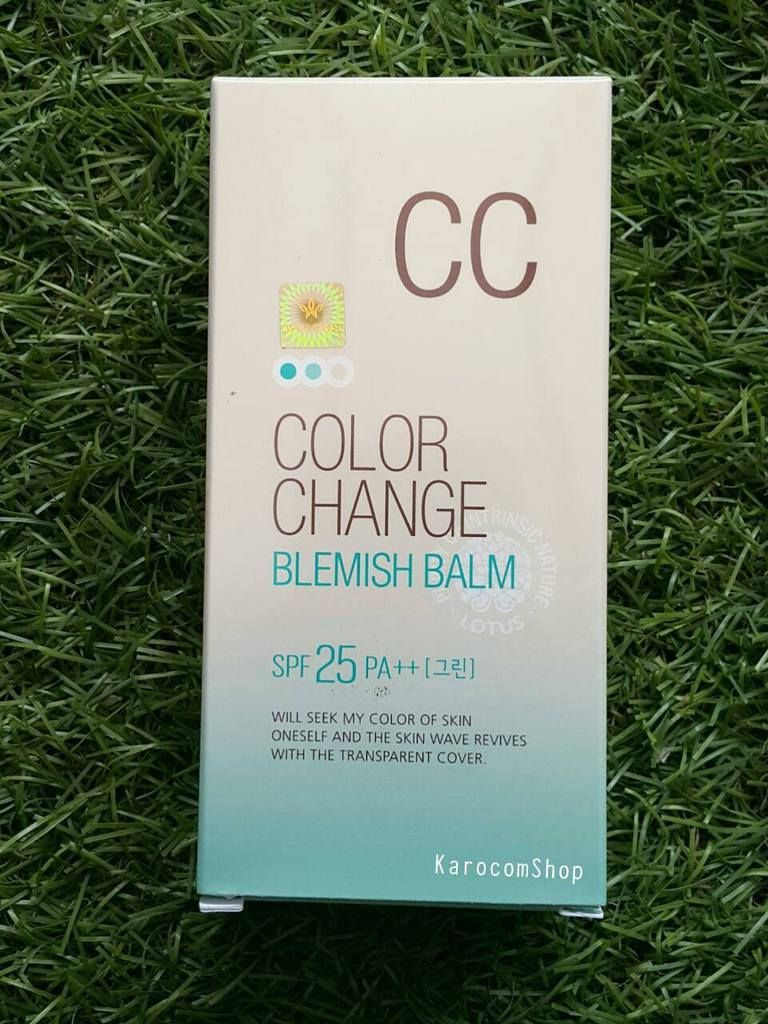 CC
COLOR
CHANGE
BLEMISH BALM
INTRINSIC NATURE
· LOTUS ·
SPF 25 PA++ [그린]
WILL SEEK MY COLOR OF SKIN
ONESELF AND THE SKIN WAVE REVIVES
WITH THE TRANSPARENT COVER.
KarocomShop